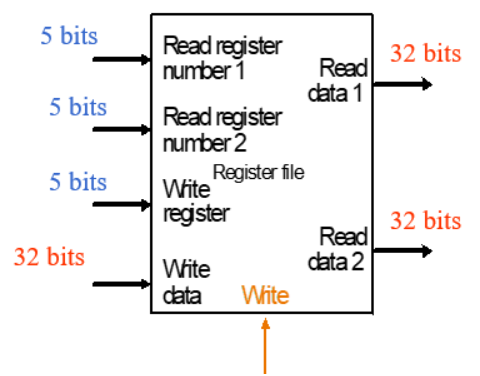 5 bits
Read register
number 1
32 bits
Read
data 1
5 bits
Read register
number 2
Register file
5 bits
Write
register
32 bits
Read
data 2
32 bits
Write
data
Write